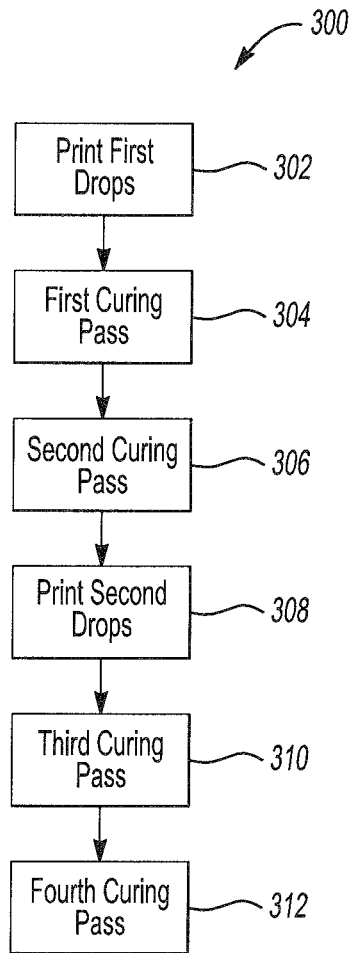 300
Print First
Drops
302
First Curing
Pass
304
Second Curing
Pass
306
Print Second
Drops
308
Third Curing
Pass
310
Fourth Curing
Pass
312